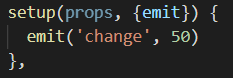 setup(props, {emit}) {
  emit('change', 50)
},